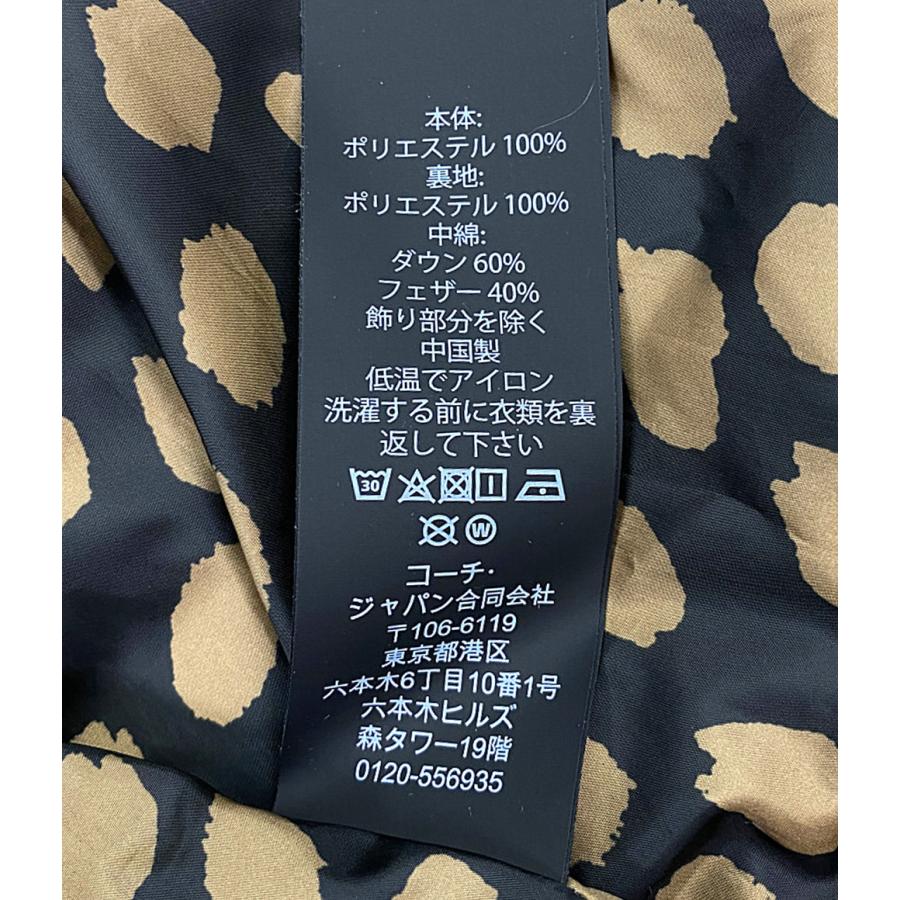 本体:
ポリエステル 100%
裏地:
ポリエステル 100%
中綿:
ダウン 60%
フェザー 40%
飾り部分を除く
中国製
低温でアイロン
洗濯する前に衣類を裏
返して下さい
30
W
コーチ・
ジャパン合同会社
〒106-6119
東京都港区
六本木6丁目10番1号
六本木ヒルズ
森タワー19階
0120-556935